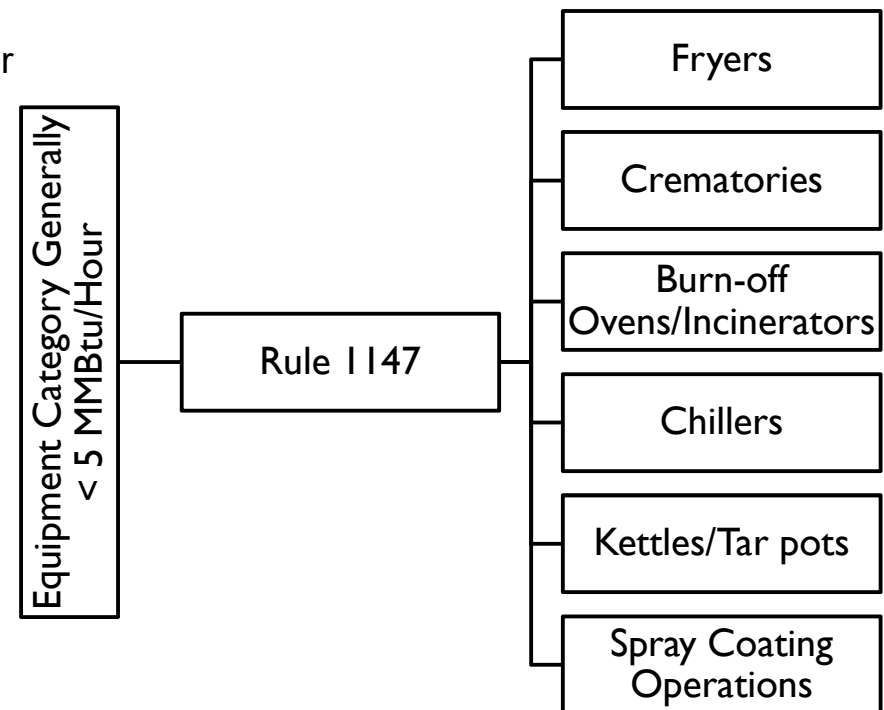 r
Equipment Category Generally
< 5 MMBtu/Hour
Rule 1147
Fryers
Crematories
Burn-off
Ovens/Incinerators
Chillers
Kettles/Tar pots
Spray Coating
Operations